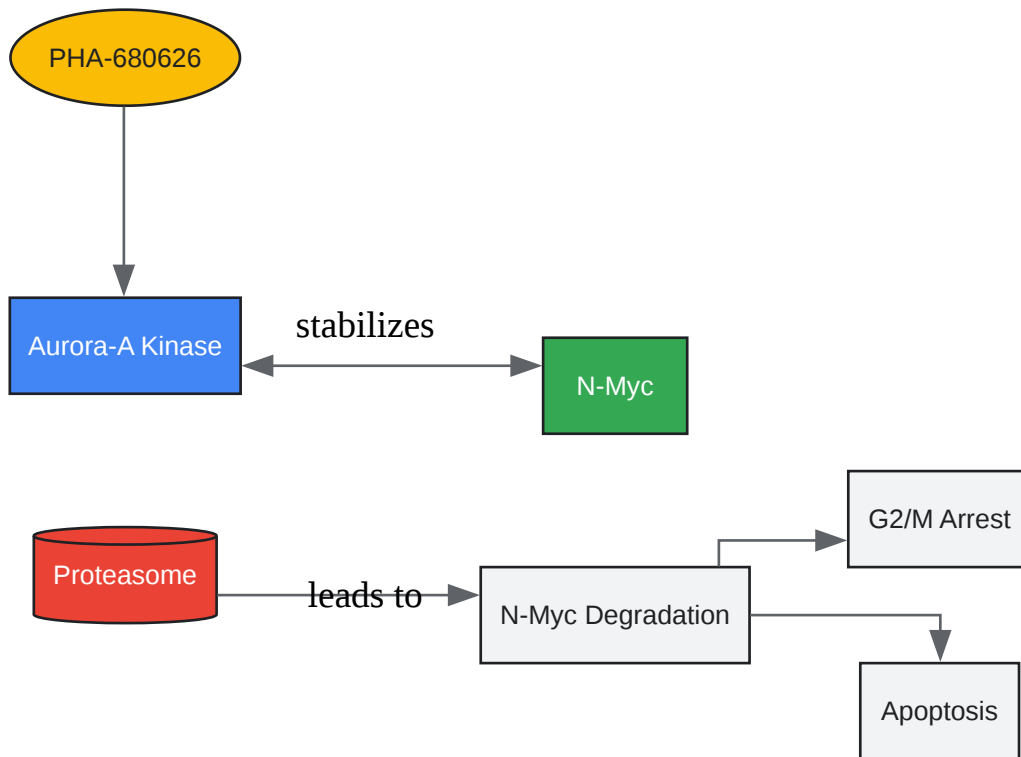 PHA-680626
stabilizes
Aurora-A Kinase
N-Myc
G2/M Arrest
Proteasome
leads to
N-Myc Degradation
Apoptosis